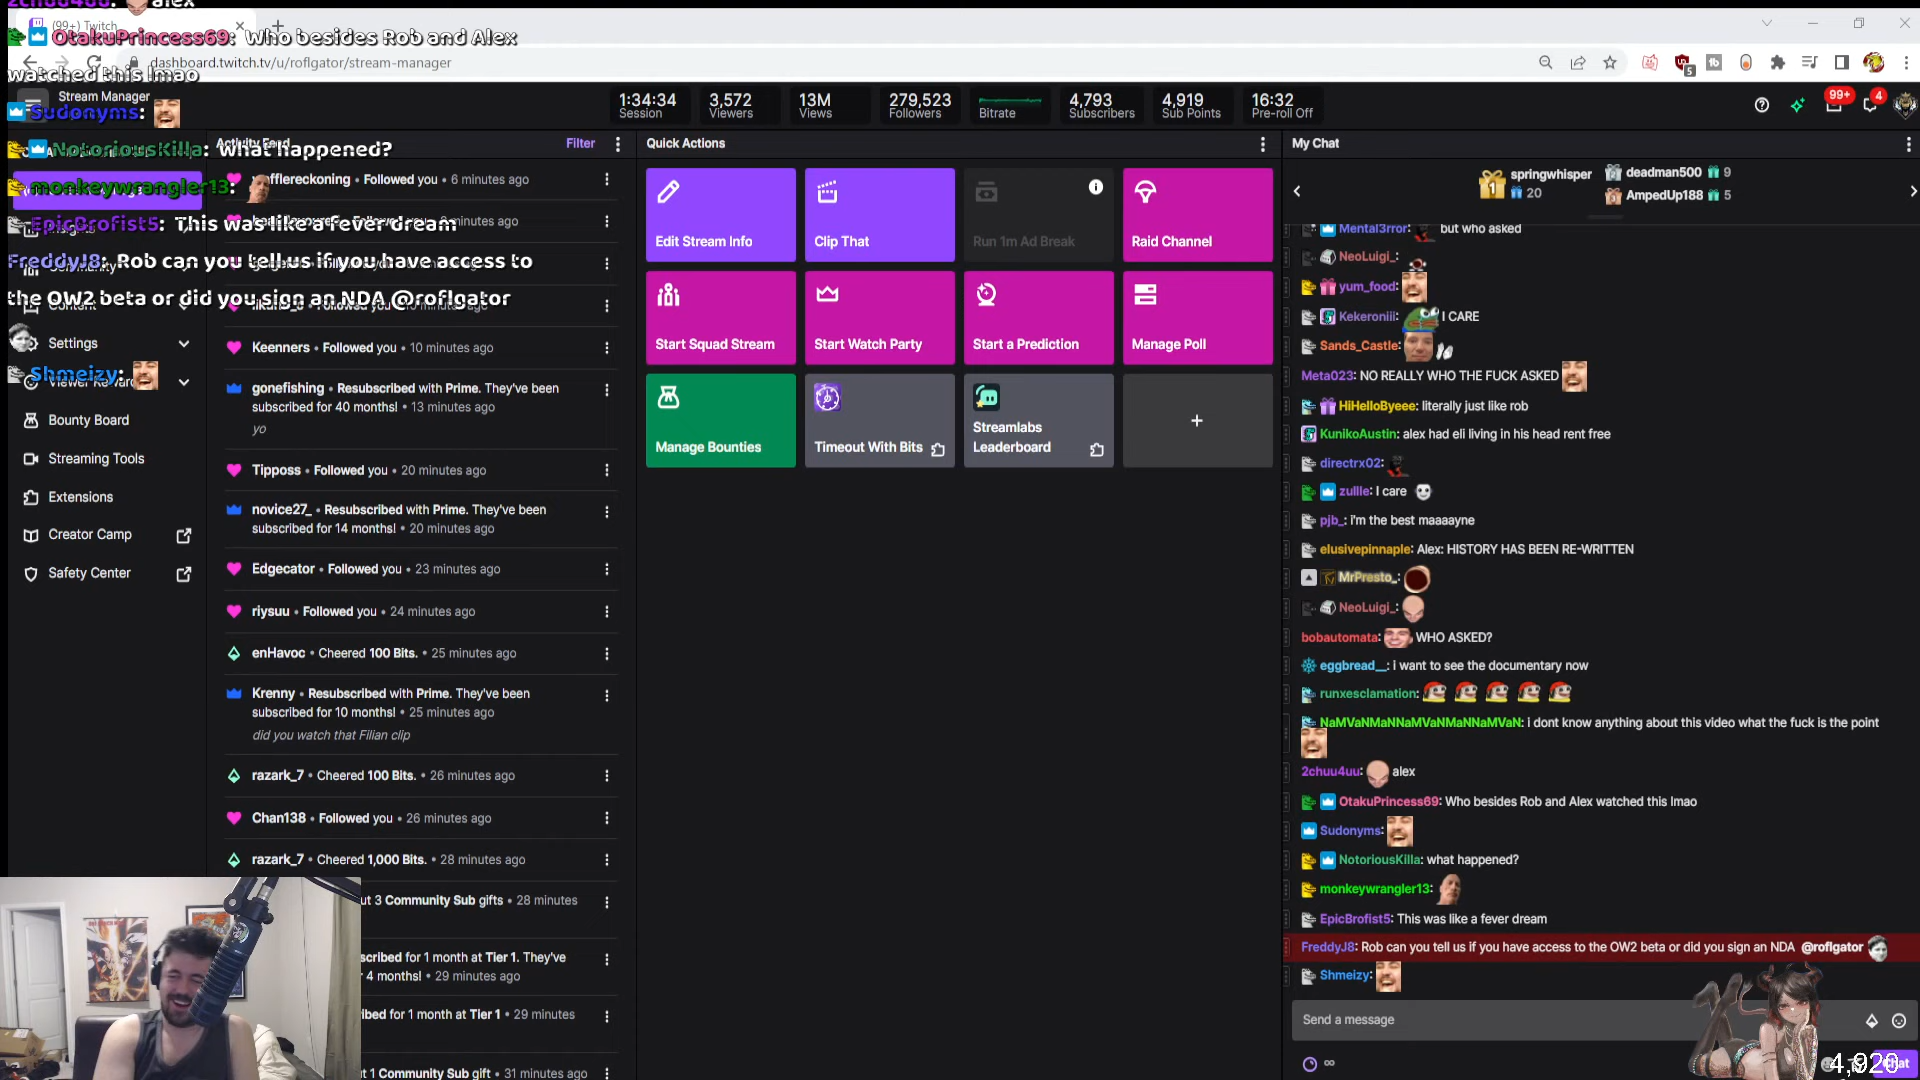 2chuu4uu: alex
(99+) Twitch
OtakuPrincess69: Who besides Rob and Alex
watched this lmao
dashboard.twitch.tv/u/roflgator/stream-manager
Stream Manager
Sudonyms:
NotoriousKilla: what happened?
monkeywrangler13:
EpicBrofist5: This was like a fever dream
FreddyJ8: Rob can you tell us if you have access to
the OW2 beta or did you sign an NDA @roflgator
Shmeizy:
1:34:34
Session
3,572
Viewers
13M
Views
279,523
Followers
Bitrate
4,793
Subscribers
4,919
Sub Points
16:32
Pre-roll Off
99+
4
5
Settings
Bounty Board
Streaming Tools
Extensions
Creator Camp
Safety Center
Activity Feed
Filter
wafflereckoning • Followed you • 6 minutes ago
Followed you
Keenners • Followed you • 10 minutes ago
gonefishing • Resubscribed with Prime. They've been
subscribed for 40 months! • 13 minutes ago
yo
Tipposs • Followed you • 20 minutes ago
novice27_ • Resubscribed with Prime. They've been
subscribed for 14 months! • 20 minutes ago
Edgecator • Followed you • 23 minutes ago
riysuu • Followed you • 24 minutes ago
enHavoc • Cheered 100 Bits. • 25 minutes ago
Krenny • Resubscribed with Prime. They've been
subscribed for 10 months! • 25 minutes ago
did you watch that Filian clip
razark_7 • Cheered 100 Bits. • 26 minutes ago
Chan138 • Followed you • 26 minutes ago
razark_7 • Cheered 1,000 Bits. • 28 minutes ago
ut 3 Community Sub gifts • 28 minutes
scribed for 1 month at Tier 1. They've
4 months! • 29 minutes ago
ibed for 1 month at Tier 1 • 29 minutes
ut 1 Community Sub gift • 31 minutes ago
Quick Actions
Edit Stream Info
Clip That
Run 1m Ad Break
Raid Channel
Start Squad Stream
Start Watch Party
Start a Prediction
Manage Poll
Manage Bounties
Timeout With Bits
Streamlabs
Leaderboard
My Chat
springwhisper
20
deadman500 9
AmpedUp188 5
Mental3rror: but who asked
NeoLuigi_:
yum_food:
Kekeroniii: I CARE
Sands_Castle:
Meta023: NO REALLY WHO THE FUCK ASKED
HiHelloByeee: literally just like rob
KunikoAustin: alex had eli living in his head rent free
directrx02:
zullle: I care
pjb_: i'm the best maaaayne
elusivepinnaple: Alex: HISTORY HAS BEEN RE-WRITTEN
MrPresto_:
NeoLuigi_:
bobautomata: WHO ASKED?
eggbread__: i want to see the documentary now
runxesclamation:
NaMVaNMaNNaMVaNMaNNaMVaN: i dont know anything about this video what the fuck is the point
2chuu4uu: alex
OtakuPrincess69: Who besides Rob and Alex watched this lmao
Sudonyms:
NotoriousKilla: what happened?
monkeywrangler13:
EpicBrofist5: This was like a fever dream
FreddyJ8: Rob can you tell us if you have access to the OW2 beta or did you sign an NDA @roflgator
Shmeizy:
Send a message
4,920
Chat